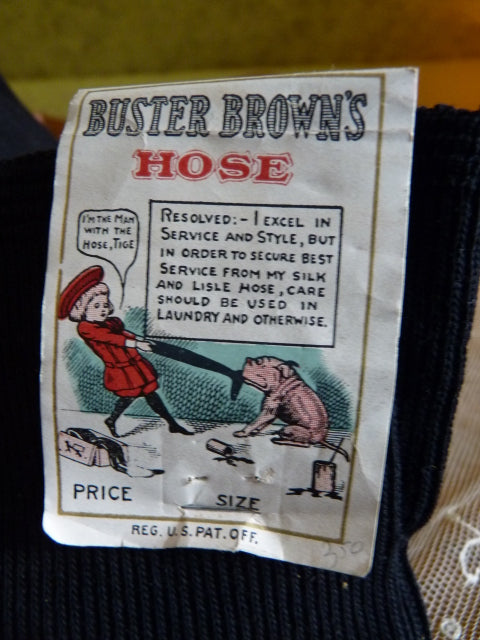 BUSTER BROWN'S
HOSE
I'M THE MAN
WITH THE
HOSE, TIGE
RESOLVED:- I EXCEL IN
SERVICE AND STYLE, BUT
IN ORDER TO SECURE BEST
SERVICE FROM MY SILK
AND LISLE HOSE, CARE
SHOULD BE USED IN
LAUNDRY AND OTHERWISE.
PRICE SIZE
REG. U.S. PAT. OFF.
350